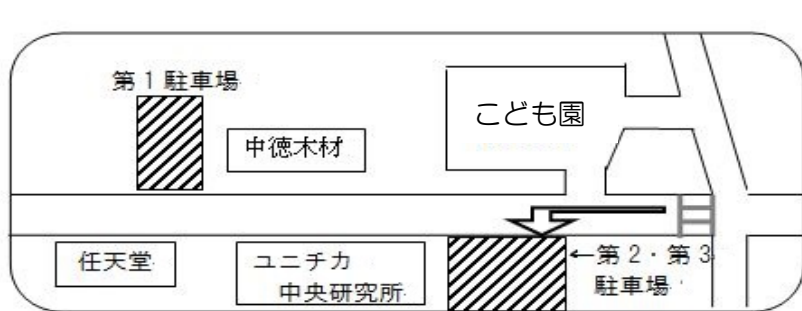 第1駐車場
こども園
中徳木材
任天堂
ユニチカ
中央研究所
←第2・第3
駐車場